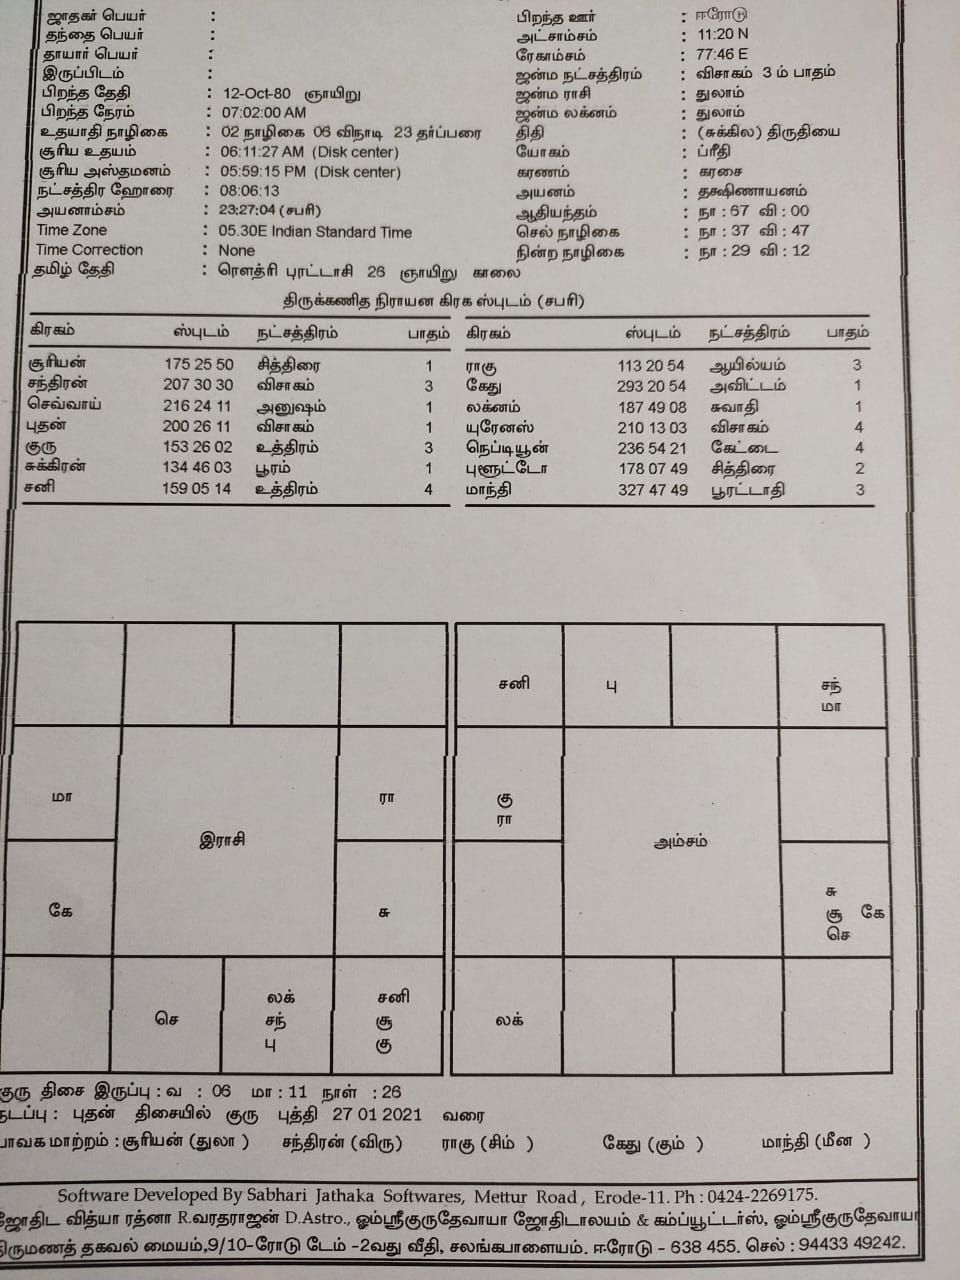 ஜாதகர் பெயர் : பிறந்த ஊர் : ஈரோடு
தந்தை பெயர் : அட்சாம்சம் : 11:20 N
தாயார் பெயர் : ரேகாம்சம் : 77:46 E
இருப்பிடம் : ஜன்ம நட்சத்திரம் : விசாகம் 3 ம் பாதம்
பிறந்த தேதி : 12-Oct-80 ஞாயிறு ஜன்ம ராசி : துலாம்
பிறந்த நேரம் : 07:02:00 AM ஜன்ம லக்னம் : துலாம்
உதயாதி நாழிகை : 02 நாழிகை 06 விநாடி 23 தர்ப்பரை திதி : (சுக்கில) திருதியை
சூரிய உதயம் : 06:11:27 AM (Disk center) யோகம் : ப்ரீதி
சூரிய அஸ்தமனம் : 05:59:15 PM (Disk center) கரணம் : கரசை
நட்சத்திர ஹோரை : 08:06:13 அயனம் : தக்ஷிணாயனம்
அயனாம்சம் : 23:27:04 (சபரி) ஆதியந்தம் : நா : 67 வி : 00
Time Zone : 05.30E Indian Standard Time செல் நாழிகை : நா : 37 வி : 47
Time Correction : None நின்ற நாழிகை : நா : 29 வி : 12
தமிழ் தேதி : ரௌத்ரி புரட்டாசி 26 ஞாயிறு காலை
திருக்கணித நிராயன கிரக ஸ்புடம் (சபரி)
கிரகம் ஸ்புடம் நட்சத்திரம் பாதம் கிரகம் ஸ்புடம் நட்சத்திரம் பாதம்
சூரியன் 175 25 50 சித்திரை 1 ராகு 113 20 54 ஆயில்யம் 3
சந்திரன் 207 30 30 விசாகம் 3 கேது 293 20 54 அவிட்டம் 1
செவ்வாய் 216 24 11 அனுஷம் 1 லக்னம் 187 49 08 சுவாதி 1
புதன் 200 26 11 விசாகம் 1 யுரேனஸ் 210 13 03 விசாகம் 4
குரு 153 26 02 உத்திரம் 3 நெப்டியூன் 236 54 21 கேட்டை 4
சுக்கிரன் 134 46 03 பூரம் 1 புளூட்டோ 178 07 49 சித்திரை 2
சனி 159 05 14 உத்திரம் 4 மாந்தி 327 47 49 பூரட்டாதி 3
சனி பு சந்
மா
மா ரா கு
ரா
இராசி அம்சம்
கே சு சு
சூ கே
செ
செ லக் சனி லக்
சந் சூ
பு கு
குரு திசை இருப்பு : வ : 06 மா : 11 நாள் : 26
நடப்பு : புதன் திசையில் குரு புத்தி 27 01 2021 வரை
பாவக மாற்றம் : சூரியன் (துலா ) சந்திரன் (விரு) ராகு (சிம் ) கேது (கும் ) மாந்தி (மீன )
Software Developed By Sabhari Jathaka Softwares, Mettur Road , Erode-11. Ph : 0424-2269175.
ஜோதிட வித்யா ரத்னா R.வரதராஜன் D.Astro., ஓம்ஸ்ரீகுருதேவாயா ஜோதிடாலயம் & கம்ப்யூட்டர்ஸ், ஓம்ஸ்ரீகுருதேவாயா
திருமணத் தகவல் மையம்,9/10-ரோடு டேம் -2வது வீதி, சலங்கபாளையம். ஈரோடு - 638 455. செல் : 94433 49242.